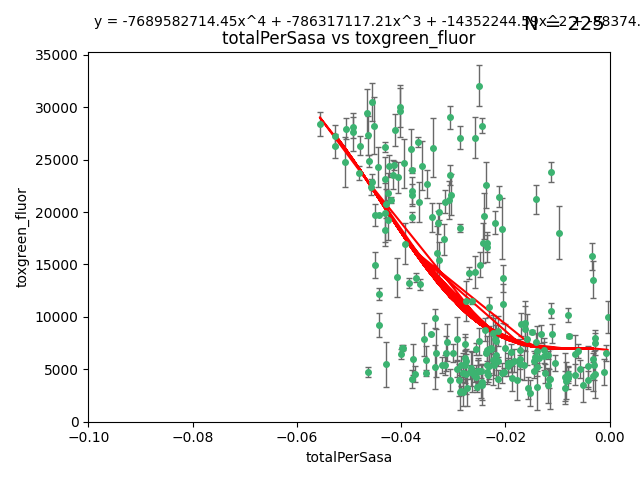 y = -7689582714.45x^4 + -786317117.21x^3 + -14352244.
N = 225
totalPerSasa vs toxgreen_fluor
35000
30000
25000
20000
15000
10000
5000
0
toxgreen_fluor
−0.10 −0.08 −0.06 −0.04 −0.02 0.00
totalPerSasa